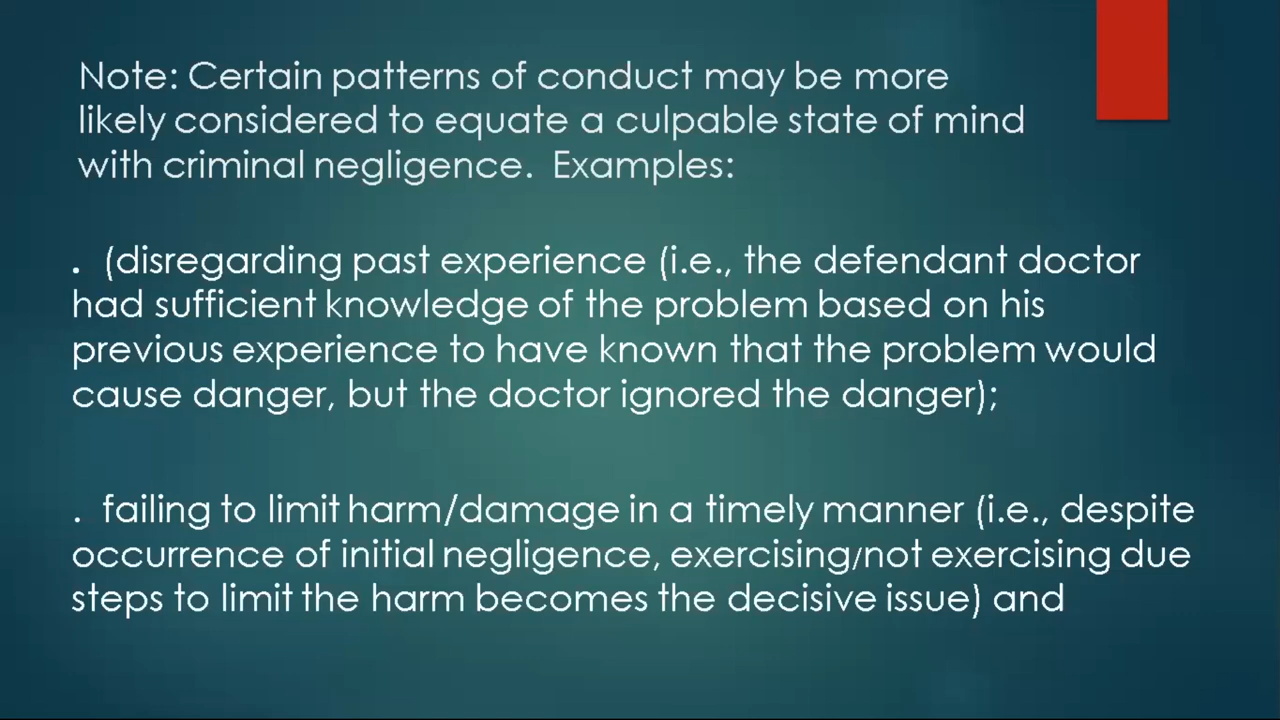 Note: Certain patterns of conduct may be more
likely considered to equate a culpable state of mind
with criminal negligence.  Examples:
.  (disregarding past experience (i.e., the defendant doctor
had sufficient knowledge of the problem based on his
previous experience to have known that the problem would
cause danger, but the doctor ignored the danger);
.  failing to limit harm/damage in a timely manner (i.e., despite
occurrence of initial negligence, exercising/not exercising due
steps to limit the harm becomes the decisive issue) and